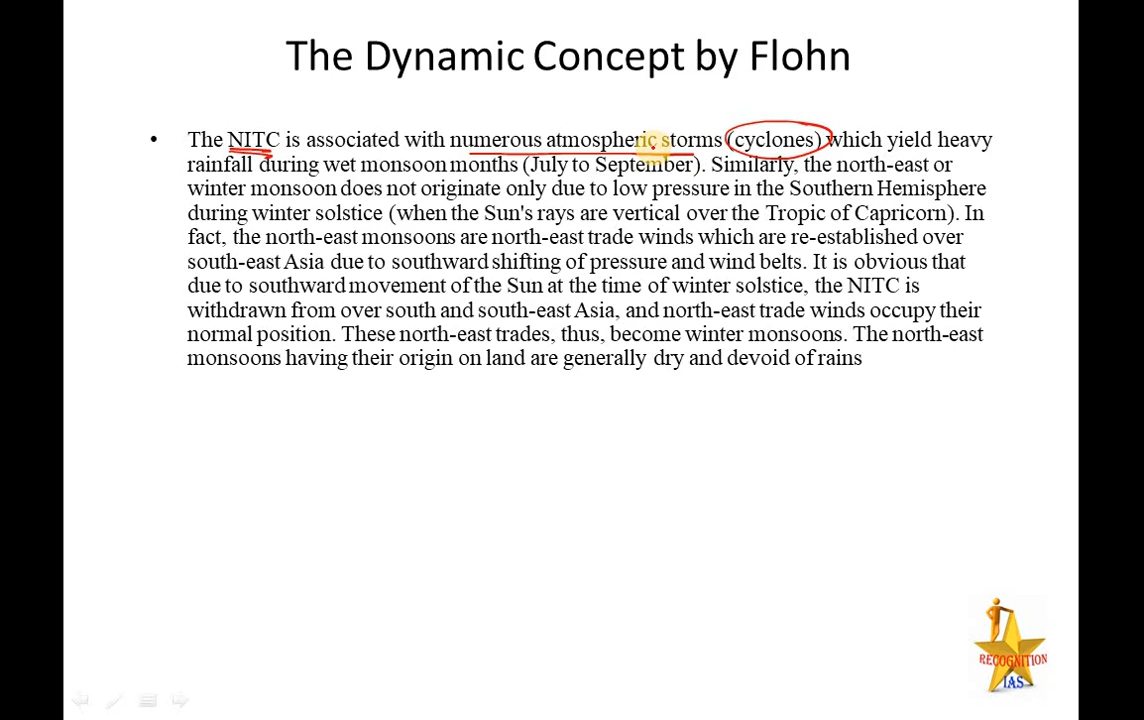 The Dynamic Concept by Flohn
• The NITC is associated with numerous atmospheric storms (cyclones) which yield heavy
rainfall during wet monsoon months (July to September). Similarly, the north-east or
winter monsoon does not originate only due to low pressure in the Southern Hemisphere
during winter solstice (when the Sun's rays are vertical over the Tropic of Capricorn). In
fact, the north-east monsoons are north-east trade winds which are re-established over
south-east Asia due to southward shifting of pressure and wind belts. It is obvious that
due to southward movement of the Sun at the time of winter solstice, the NITC is
withdrawn from over south and south-east Asia, and north-east trade winds occupy their
normal position. These north-east trades, thus, become winter monsoons. The north-east
monsoons having their origin on land are generally dry and devoid of rains
RECOGNITION
IAS